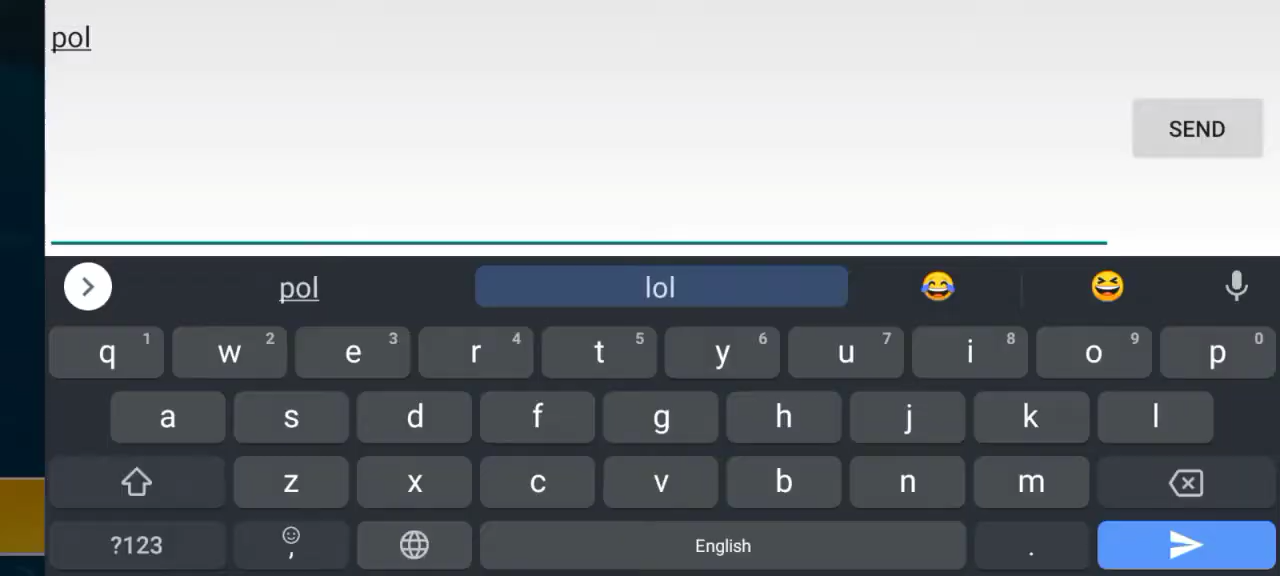 pol
SEND
pol lol 😂 😆
q 1 w 2 e 3 r 4 t 5 y 6 u 7 i 8 o 9 p 0
a s d f g h j k l
z x c v b n m
?123 , English .